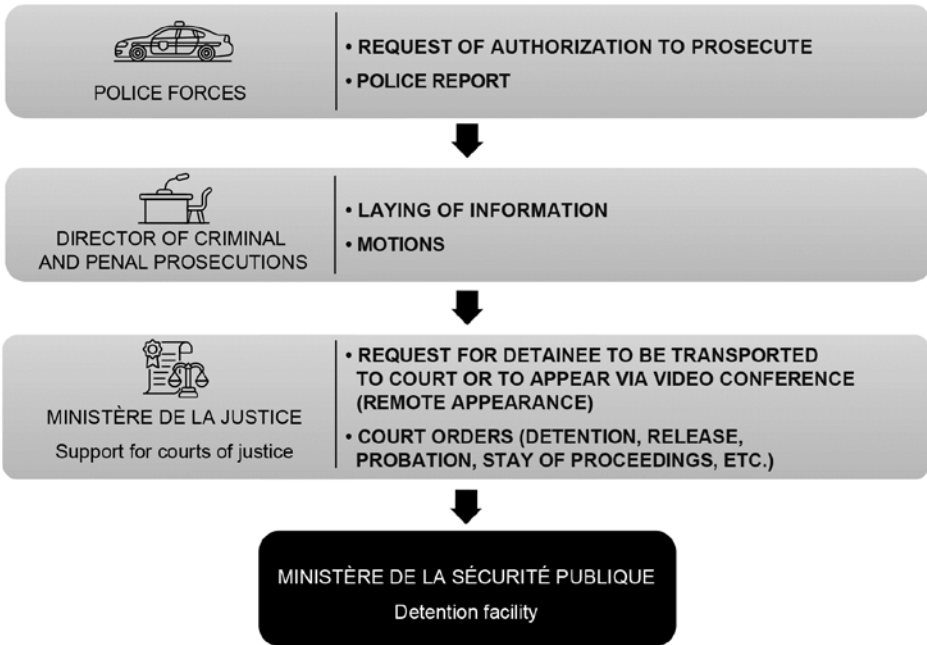 POLICE FORCES
• REQUEST OF AUTHORIZATION TO PROSECUTE
• POLICE REPORT
DIRECTOR OF CRIMINAL
AND PENAL PROSECUTIONS
• LAYING OF INFORMATION
• MOTIONS
MINISTÈRE DE LA JUSTICE
Support for courts of justice
• REQUEST FOR DETAINEE TO BE TRANSPORTED
TO COURT OR TO APPEAR VIA VIDEO CONFERENCE
(REMOTE APPEARANCE)
• COURT ORDERS (DETENTION, RELEASE,
PROBATION, STAY OF PROCEEDINGS, ETC.)
MINISTÈRE DE LA SÉCURITÉ PUBLIQUE
Detention facility